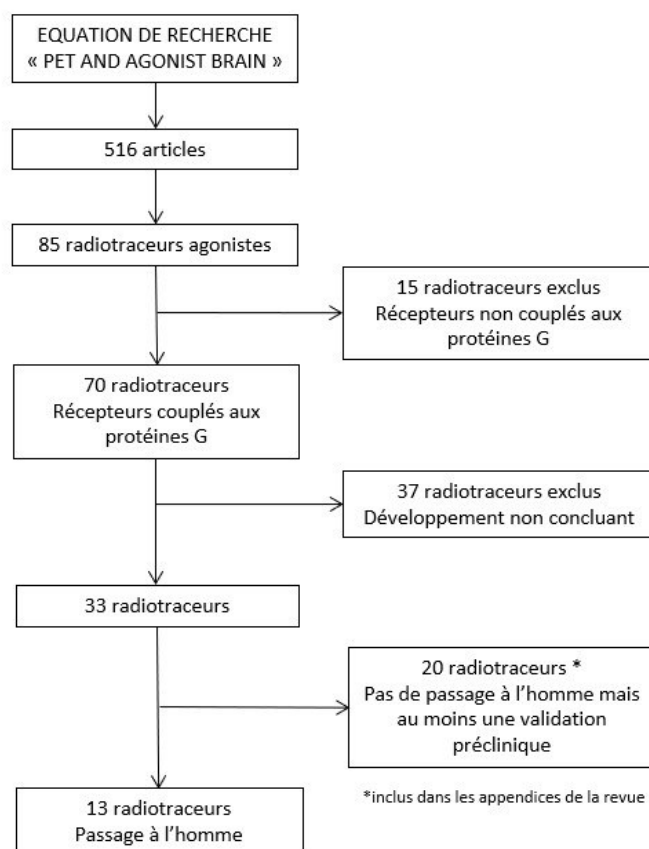 EQUATION DE RECHERCHE
« PET AND AGONIST BRAIN »
516 articles
85 radiotraceurs agonistes
15 radiotraceurs exclus
Récepteurs non couplés aux
protéines G
70 radiotraceurs
Récepteurs couplés aux
protéines G
37 radiotraceurs exclus
Développement non concluant
33 radiotraceurs
20 radiotraceurs *
Pas de passage à l’homme mais
au moins une validation
préclinique
*inclus dans les appendices de la revue
13 radiotraceurs
Passage à l’homme